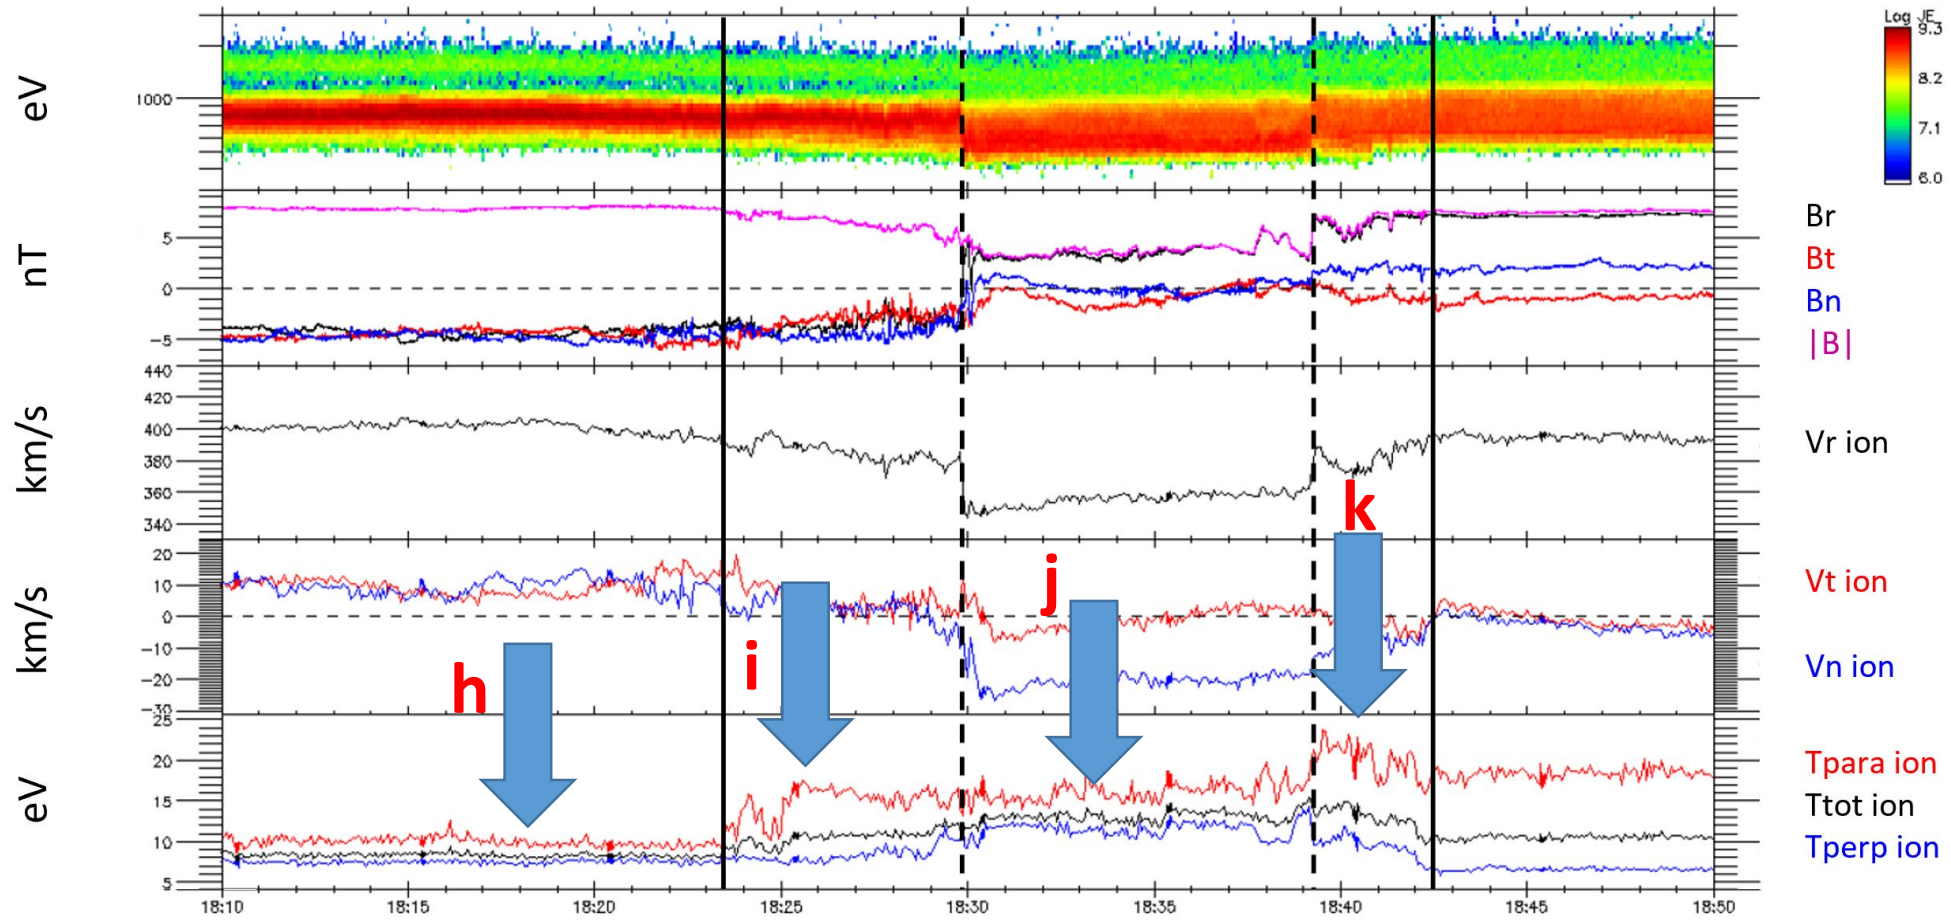 Log JE
9.3
8.2
7.1
6.0
eV
1000
nT
5
0
−5
Br
Bt
Bn
|B|
km/s
440
420
400
380
360
340
Vr ion
k
km/s
20
10
0
−10
−20
−30
j
i
h
Vt ion
Vn ion
eV
25
20
15
10
5
Tpara ion
Ttot ion
Tperp ion
18:10 18:15 18:20 18:25 18:30 18:35 18:40 18:45 18:50